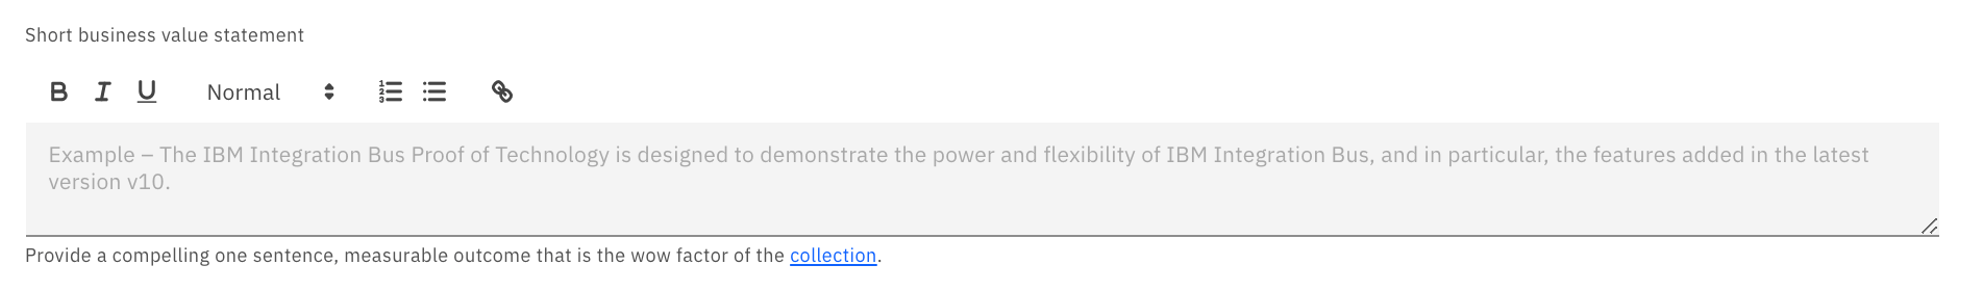 Short business value statement
B I U Normal
Example – The IBM Integration Bus Proof of Technology is designed to demonstrate the power and flexibility of IBM Integration Bus, and in particular, the features added in the latest
version v10.
Provide a compelling one sentence, measurable outcome that is the wow factor of the collection.